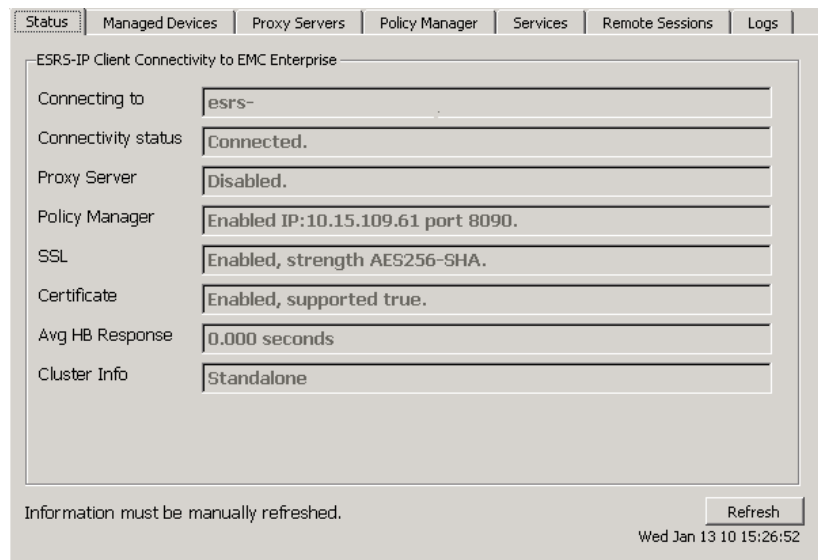 Status Managed Devices Proxy Servers Policy Manager Services Remote Sessions Logs
ESRS-IP Client Connectivity to EMC Enterprise
Connecting to esrs-
Connectivity status Connected.
Proxy Server Disabled.
Policy Manager Enabled IP:10.15.109.61 port 8090.
SSL Enabled, strength AES256-SHA.
Certificate Enabled, supported true.
Avg HB Response 0.000 seconds
Cluster Info Standalone
Information must be manually refreshed. Refresh
Wed Jan 13 10 15:26:52